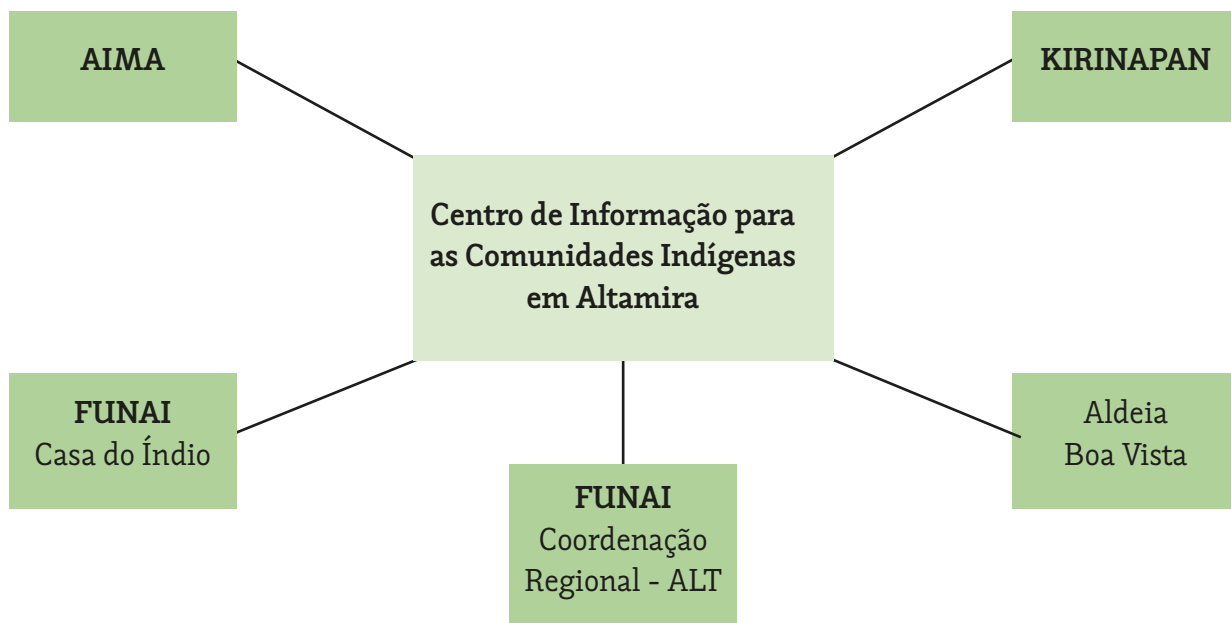 AIMA
KIRINAPAN
Centro de Informação para
as Comunidades Indígenas
em Altamira
FUNAI
Casa do Índio
FUNAI
Coordenação
Regional - ALT
Aldeia
Boa Vista